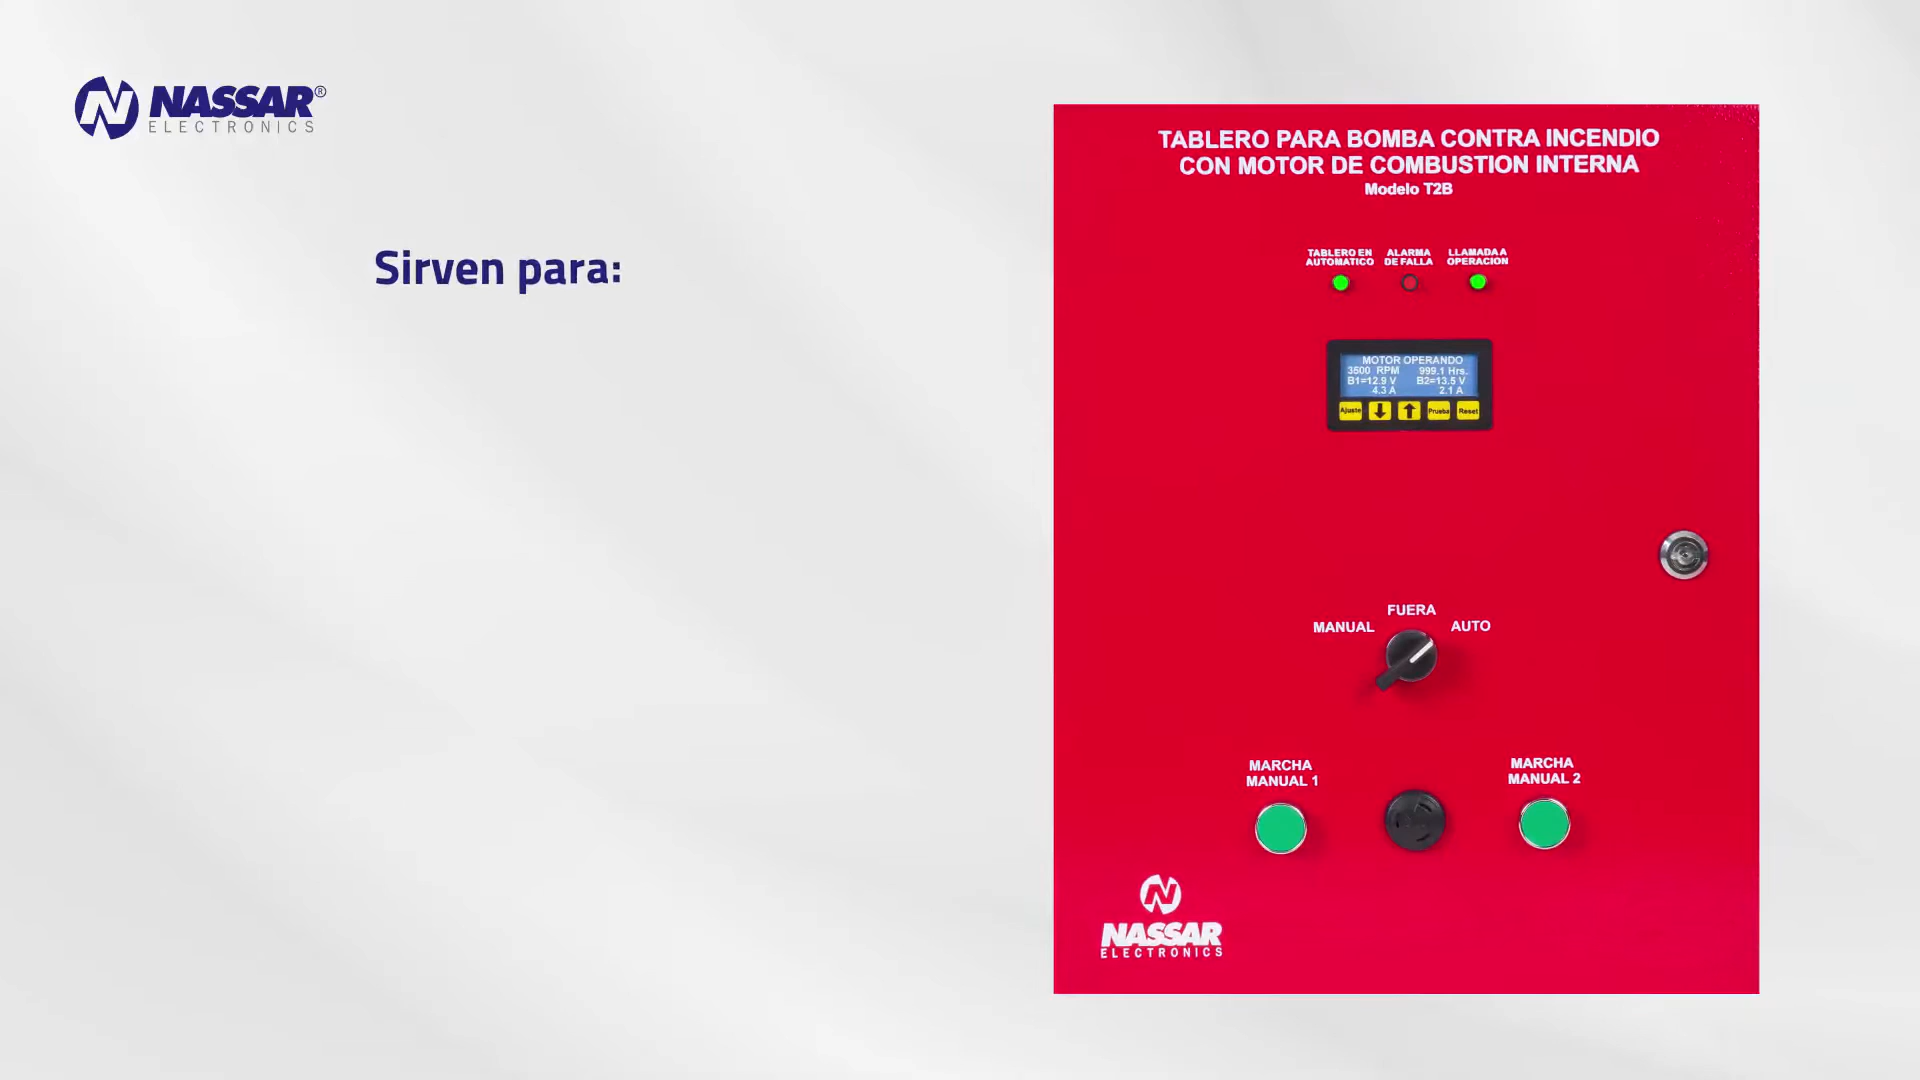 NASSAR®
ELECTRONICS
Sirven para:
TABLERO PARA BOMBA CONTRA INCENDIO
CON MOTOR DE COMBUSTION INTERNA
Modelo T2B
TABLERO EN
AUTOMATICO
ALARMA
DE FALLA
LLAMADA A
OPERACION
MOTOR OPERANDO
3500 RPM 999.1 Hrs.
B1=12.9 V B2=13.5 V
4.3 A 2.1 A
Ajuste Prueba Reset
FUERA
MANUAL AUTO
MARCHA
MANUAL 1
MARCHA
MANUAL 2
NASSAR
ELECTRONICS